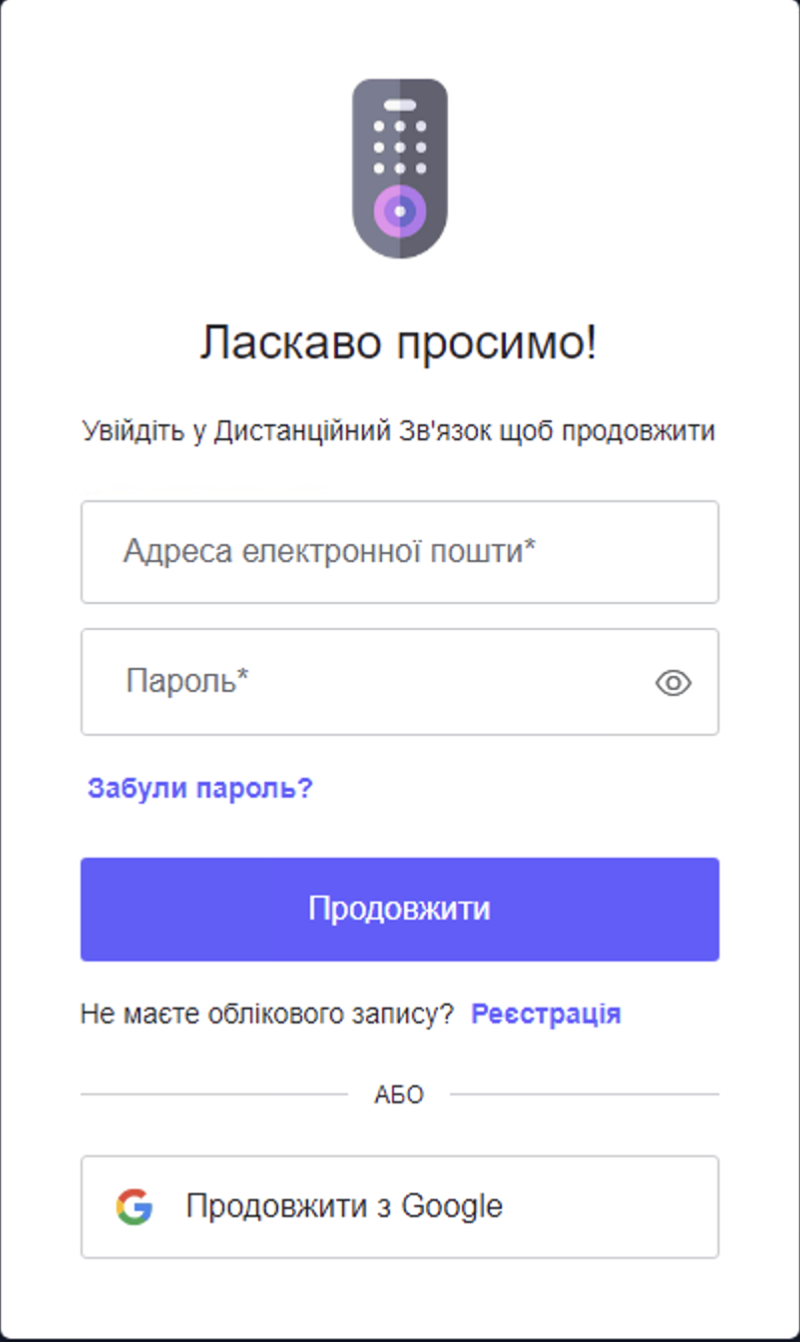 Ласкаво просимо!
Увійдіть у Дистанційний Зв'язок щоб продовжити
Адреса електронної пошти*
Пароль*
Забули пароль?
Продовжити
Не маєте облікового запису? Реєстрація
АБО
Продовжити з Google